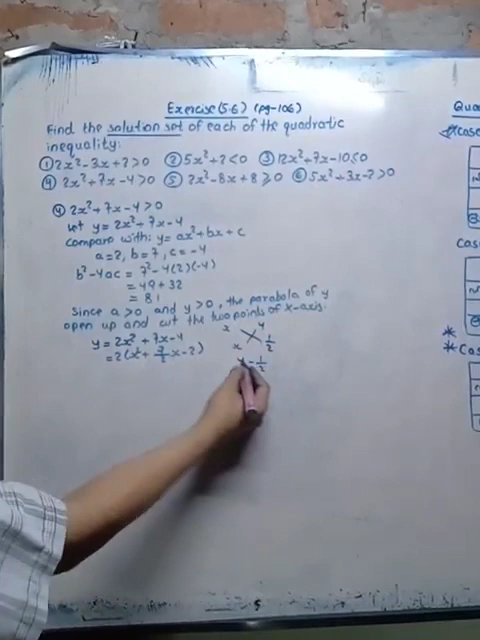 Exercise(5.6) (pg-106)
Find the solution set of each of the quadratic
inequality:
① 2x²-3x+2>0 ② 5x²+2<0 ③ 12x²+7x-10≤0
④ 2x²+7x-4>0 ⑤ 2x²-8x+8≥0 ⑥ 5x²+3x-2>0
④ 2x²+7x-4>0
let y=2x²+7x-4
Compare with: y=ax²+bx+c
a=2, b=7, c=-4
b²-4ac = 7²-4(2)(-4)
= 49+32
= 81
Since a>0 and y>0, the parabola of y
open up and cut the two points of x-axis.
y=2x²+7x-4
=2(x²+7/2x-2)
x 4
x 1/2
4-1/2
Qua
Cas
* Cas